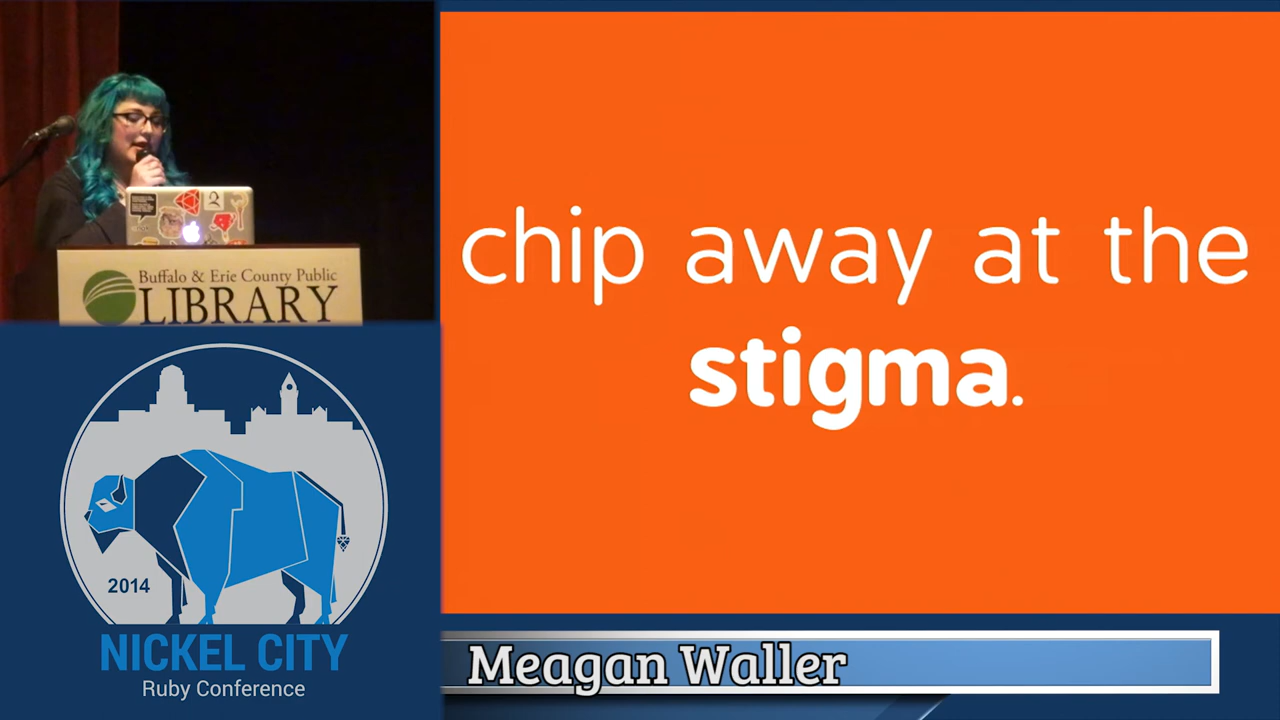 chip away at the
stigma.
Buffalo & Erie County Public
LIBRARY
2014
NICKEL CITY
Ruby Conference
Meagan Waller